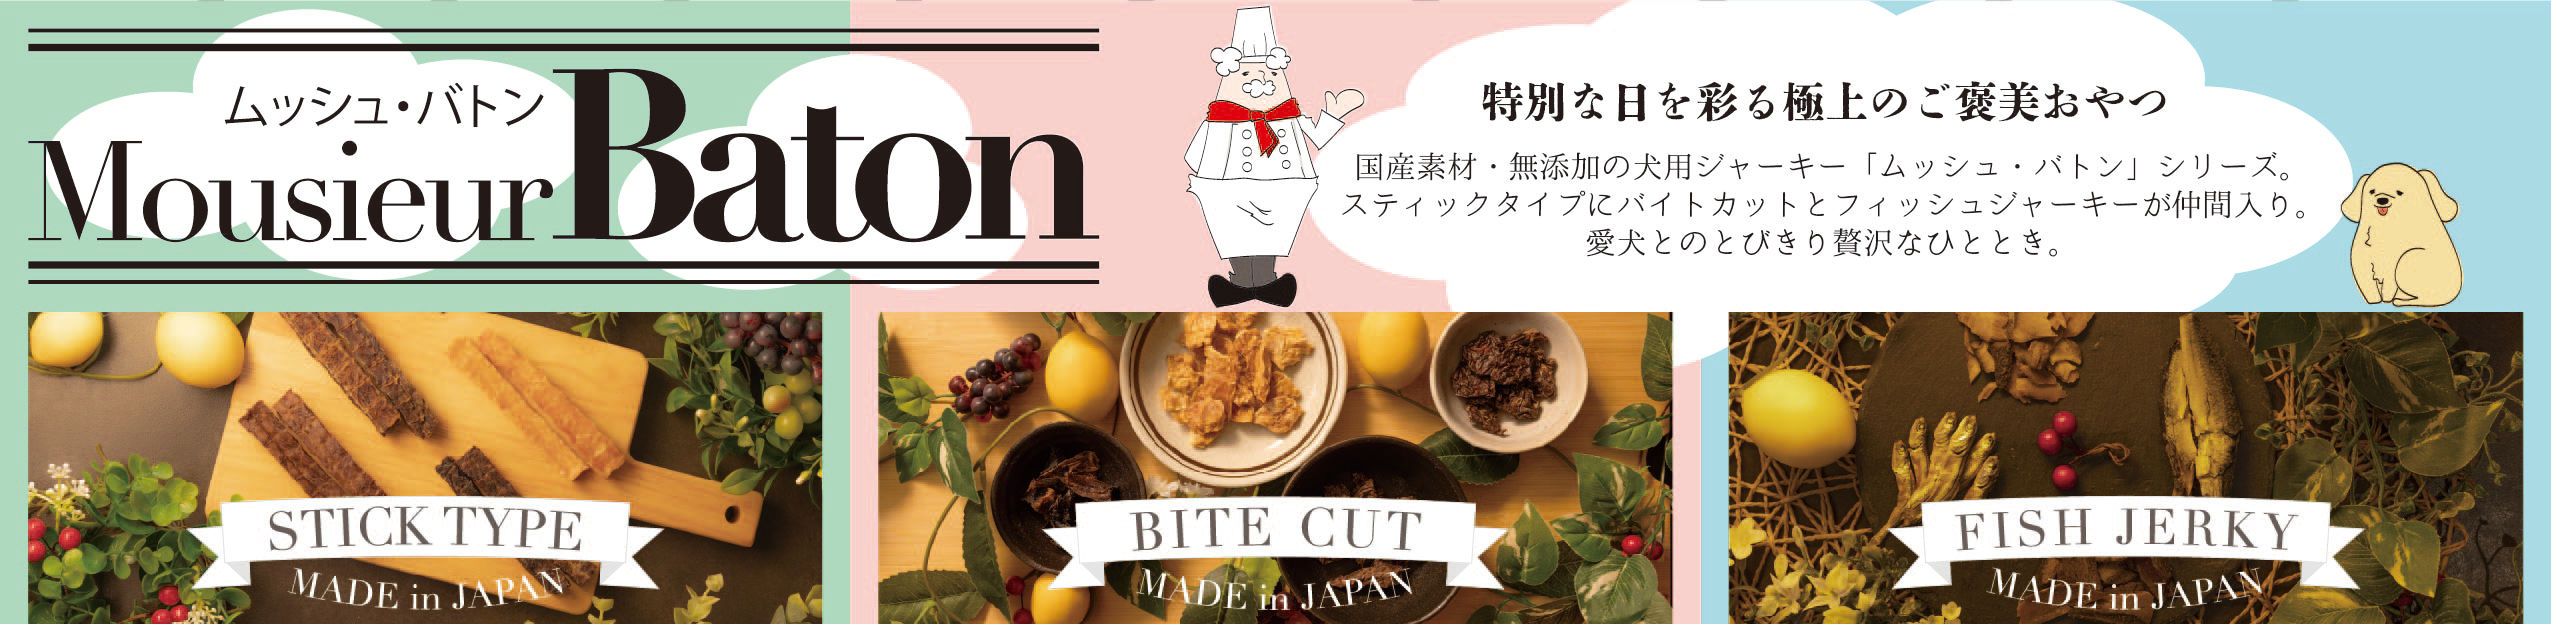 ムッシュ・バトン
Mousieur Baton
特別な日を彩る極上のご褒美おやつ
国産素材・無添加の犬用ジャーキー「ムッシュ・バトン」シリーズ。
スティックタイプにバイトカットとフィッシュジャーキーが仲間入り。
愛犬とのとびきり贅沢なひととき。
STICK TYPE
MADE in JAPAN
BITE CUT
MADE in JAPAN
FISH JERKY
MADE in JAPAN